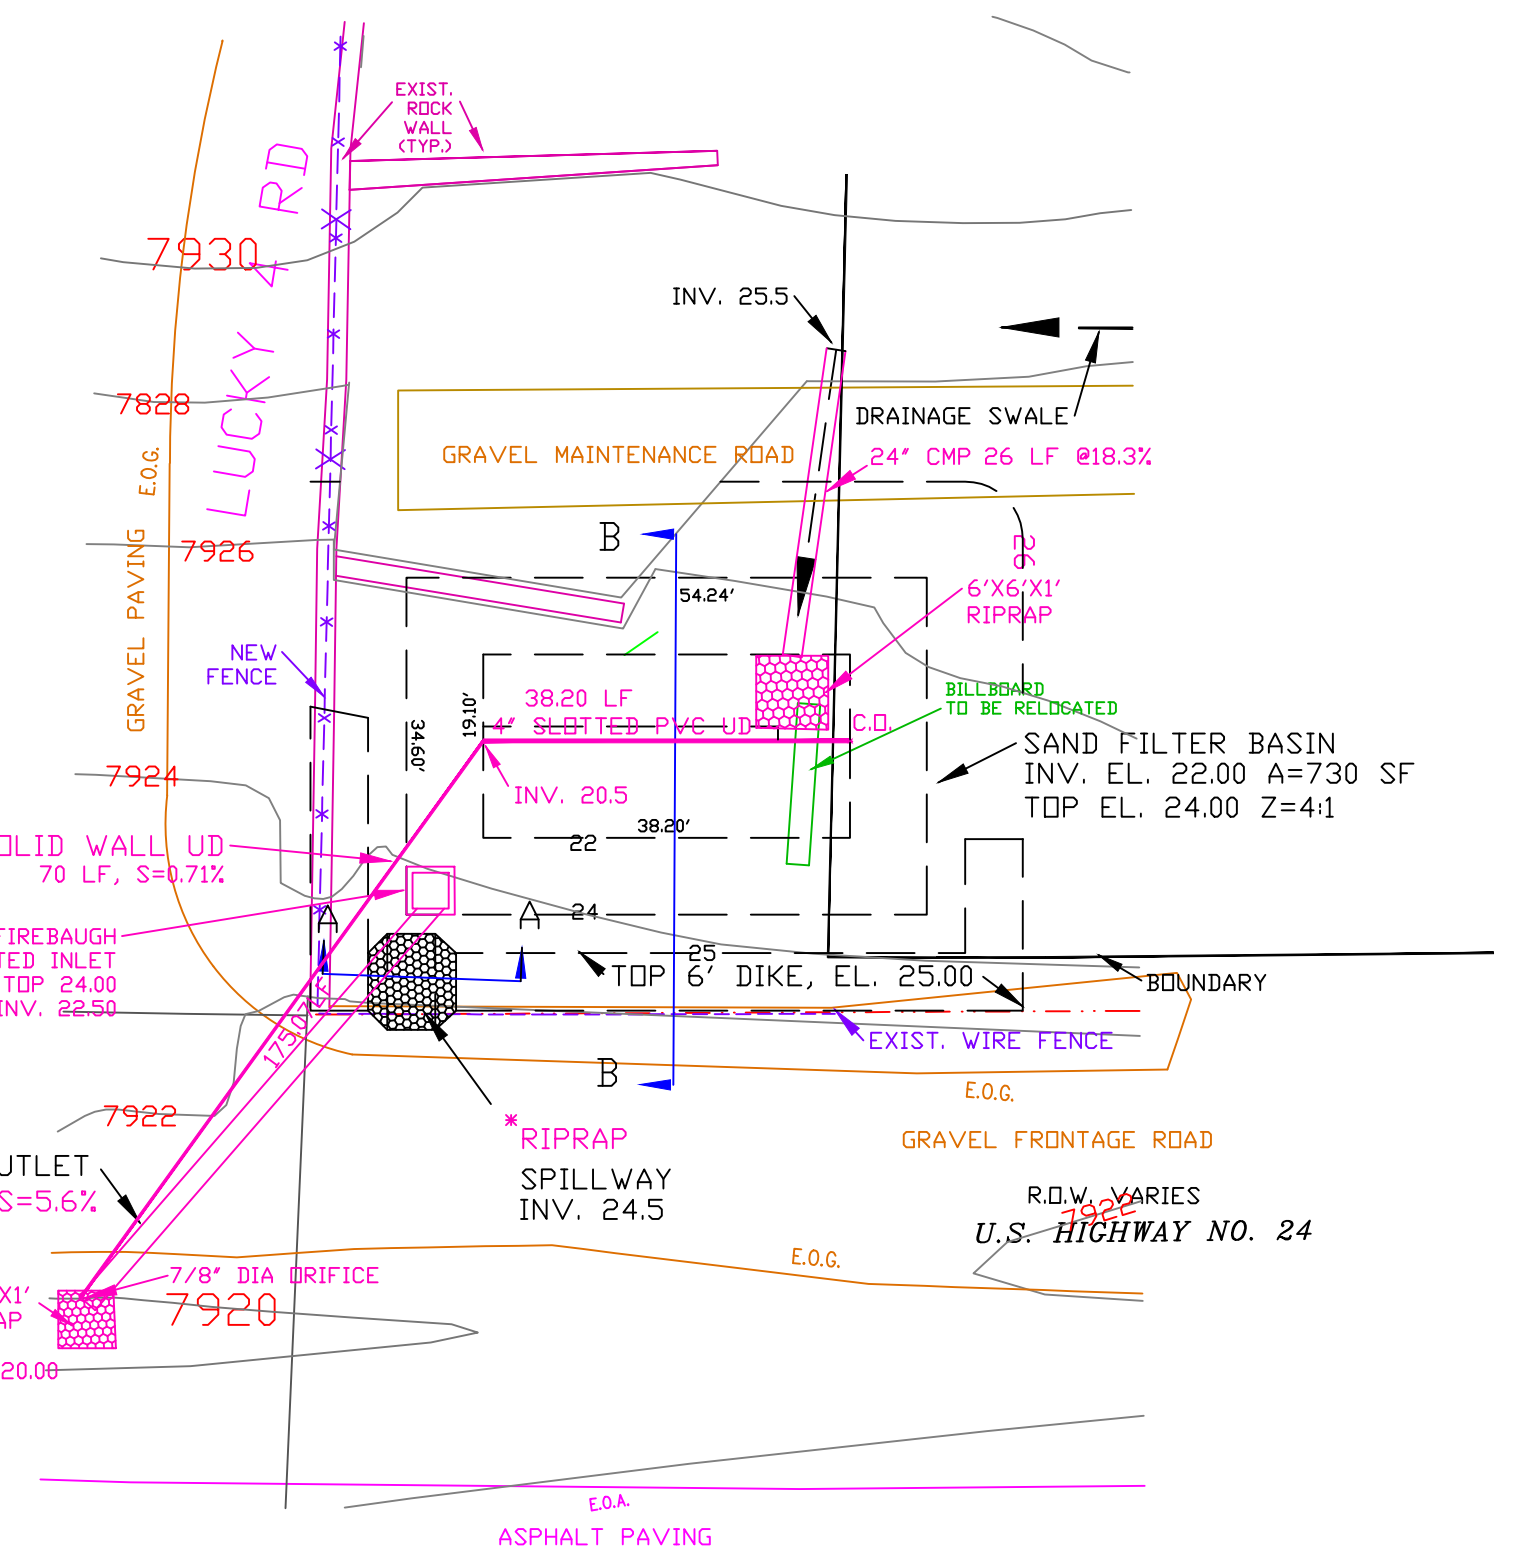 EXIST.
ROCK
WALL
(TYP.)
LUCKY 4 RD
7930
INV. 25.5
7828
DRAINAGE SWALE
GRAVEL MAINTENANCE ROAD
24" CMP 26 LF @18.3%
E.O.G.
GRAVEL PAVING
7926
B
26
54.24'
6'X6'X1'
RIPRAP
NEW
FENCE
38.20 LF
4" SLOTTED PVC UD
C.O.
19.10'
34.60'
BILLBOARD
TO BE RELOCATED
SAND FILTER BASIN
INV. EL. 22.00 A=730 SF
TOP EL. 24.00 Z=4:1
7924
INV. 20.5
38.20'
22
OLID WALL UD
70 LF, S=0.71%
A
A
24
FIREBAUGH
TED INLET
TOP 24.00
INV. 22.50
25
TOP 6' DIKE, EL. 25.00
BOUNDARY
175.07 LF
EXIST. WIRE FENCE
B
E.O.G.
7922
RIPRAP
GRAVEL FRONTAGE ROAD
UTLET
S=5.6%
SPILLWAY
INV. 24.5
R.O.W. VARIES
7922
U.S. HIGHWAY NO. 24
E.O.G.
7/8" DIA ORIFICE
X1'
AP
7920
20.00
E.O.A.
ASPHALT PAVING